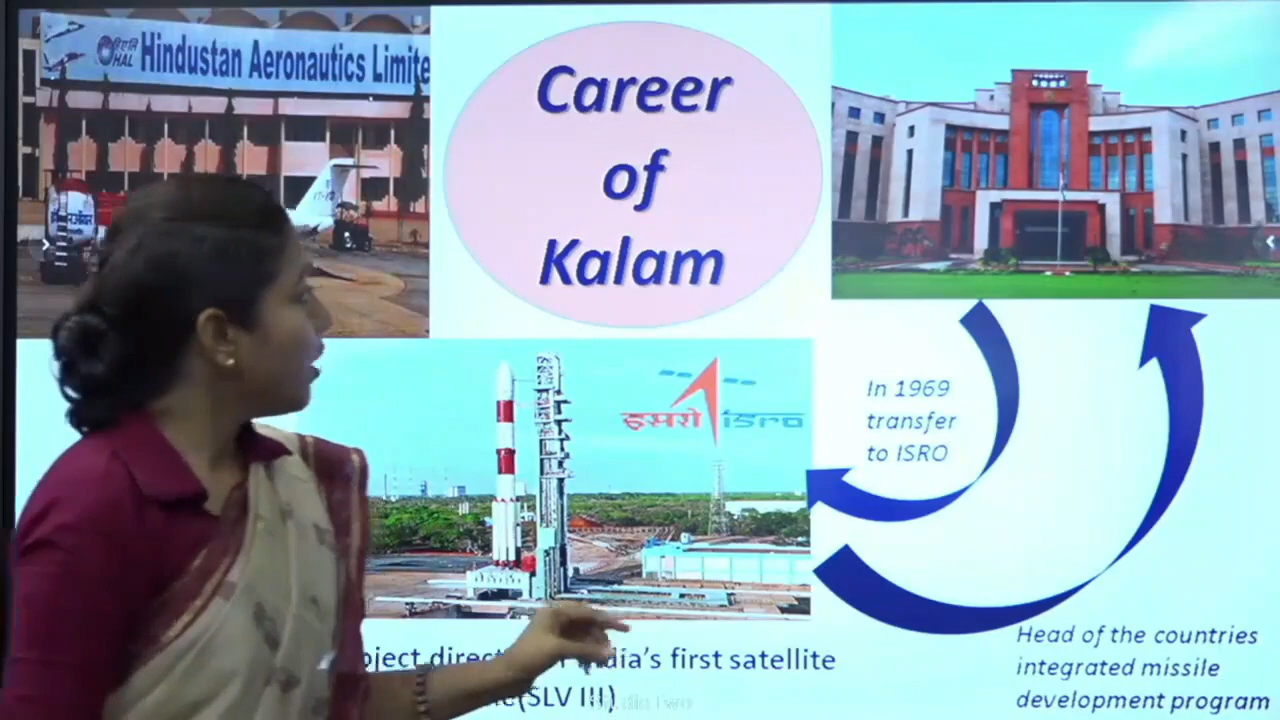 हिएलि
HAL
Hindustan Aeronautics Limite
Career
of
Kalam
इसरो isro
In 1969
transfer
to ISRO
oject direct India's first satellite
(SLV III)
Head of the countries
integrated missile
development program